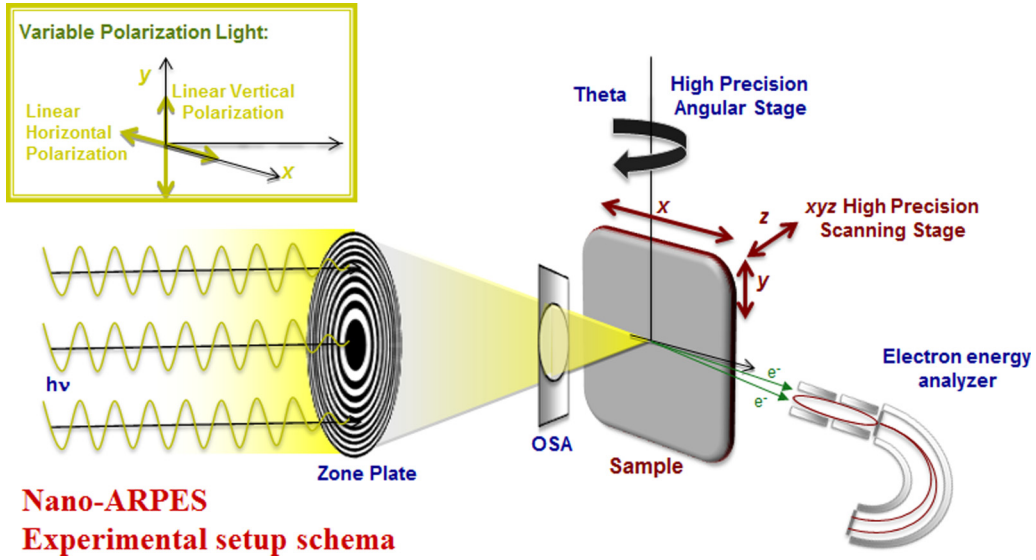 Variable Polarization Light:
y
Linear Vertical
Polarization
Linear
Horizontal
Polarization
x
Theta
High Precision
Angular Stage
x
z
xyz High Precision
Scanning Stage
y
hν
Zone Plate
OSA
Sample
e-
e-
Electron energy
analyzer
Nano-ARPES
Experimental setup schema